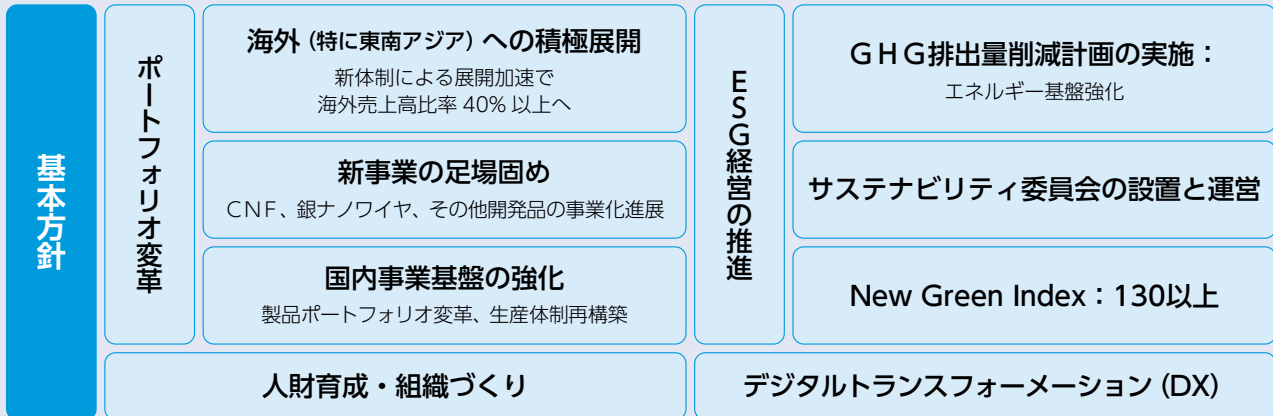 基本方針
ポートフォリオ変革
海外（特に東南アジア）への積極展開
新体制による展開加速で
海外売上高比率 40% 以上へ
新事業の足場固め
CNF、銀ナノワイヤ、その他開発品の事業化進展
国内事業基盤の強化
製品ポートフォリオ変革、生産体制再構築
ESG経営の推進
GHG排出量削減計画の実施：
エネルギー基盤強化
サステナビリティ委員会の設置と運営
New Green Index：130以上
人財育成・組織づくり
デジタルトランスフォーメーション (DX)